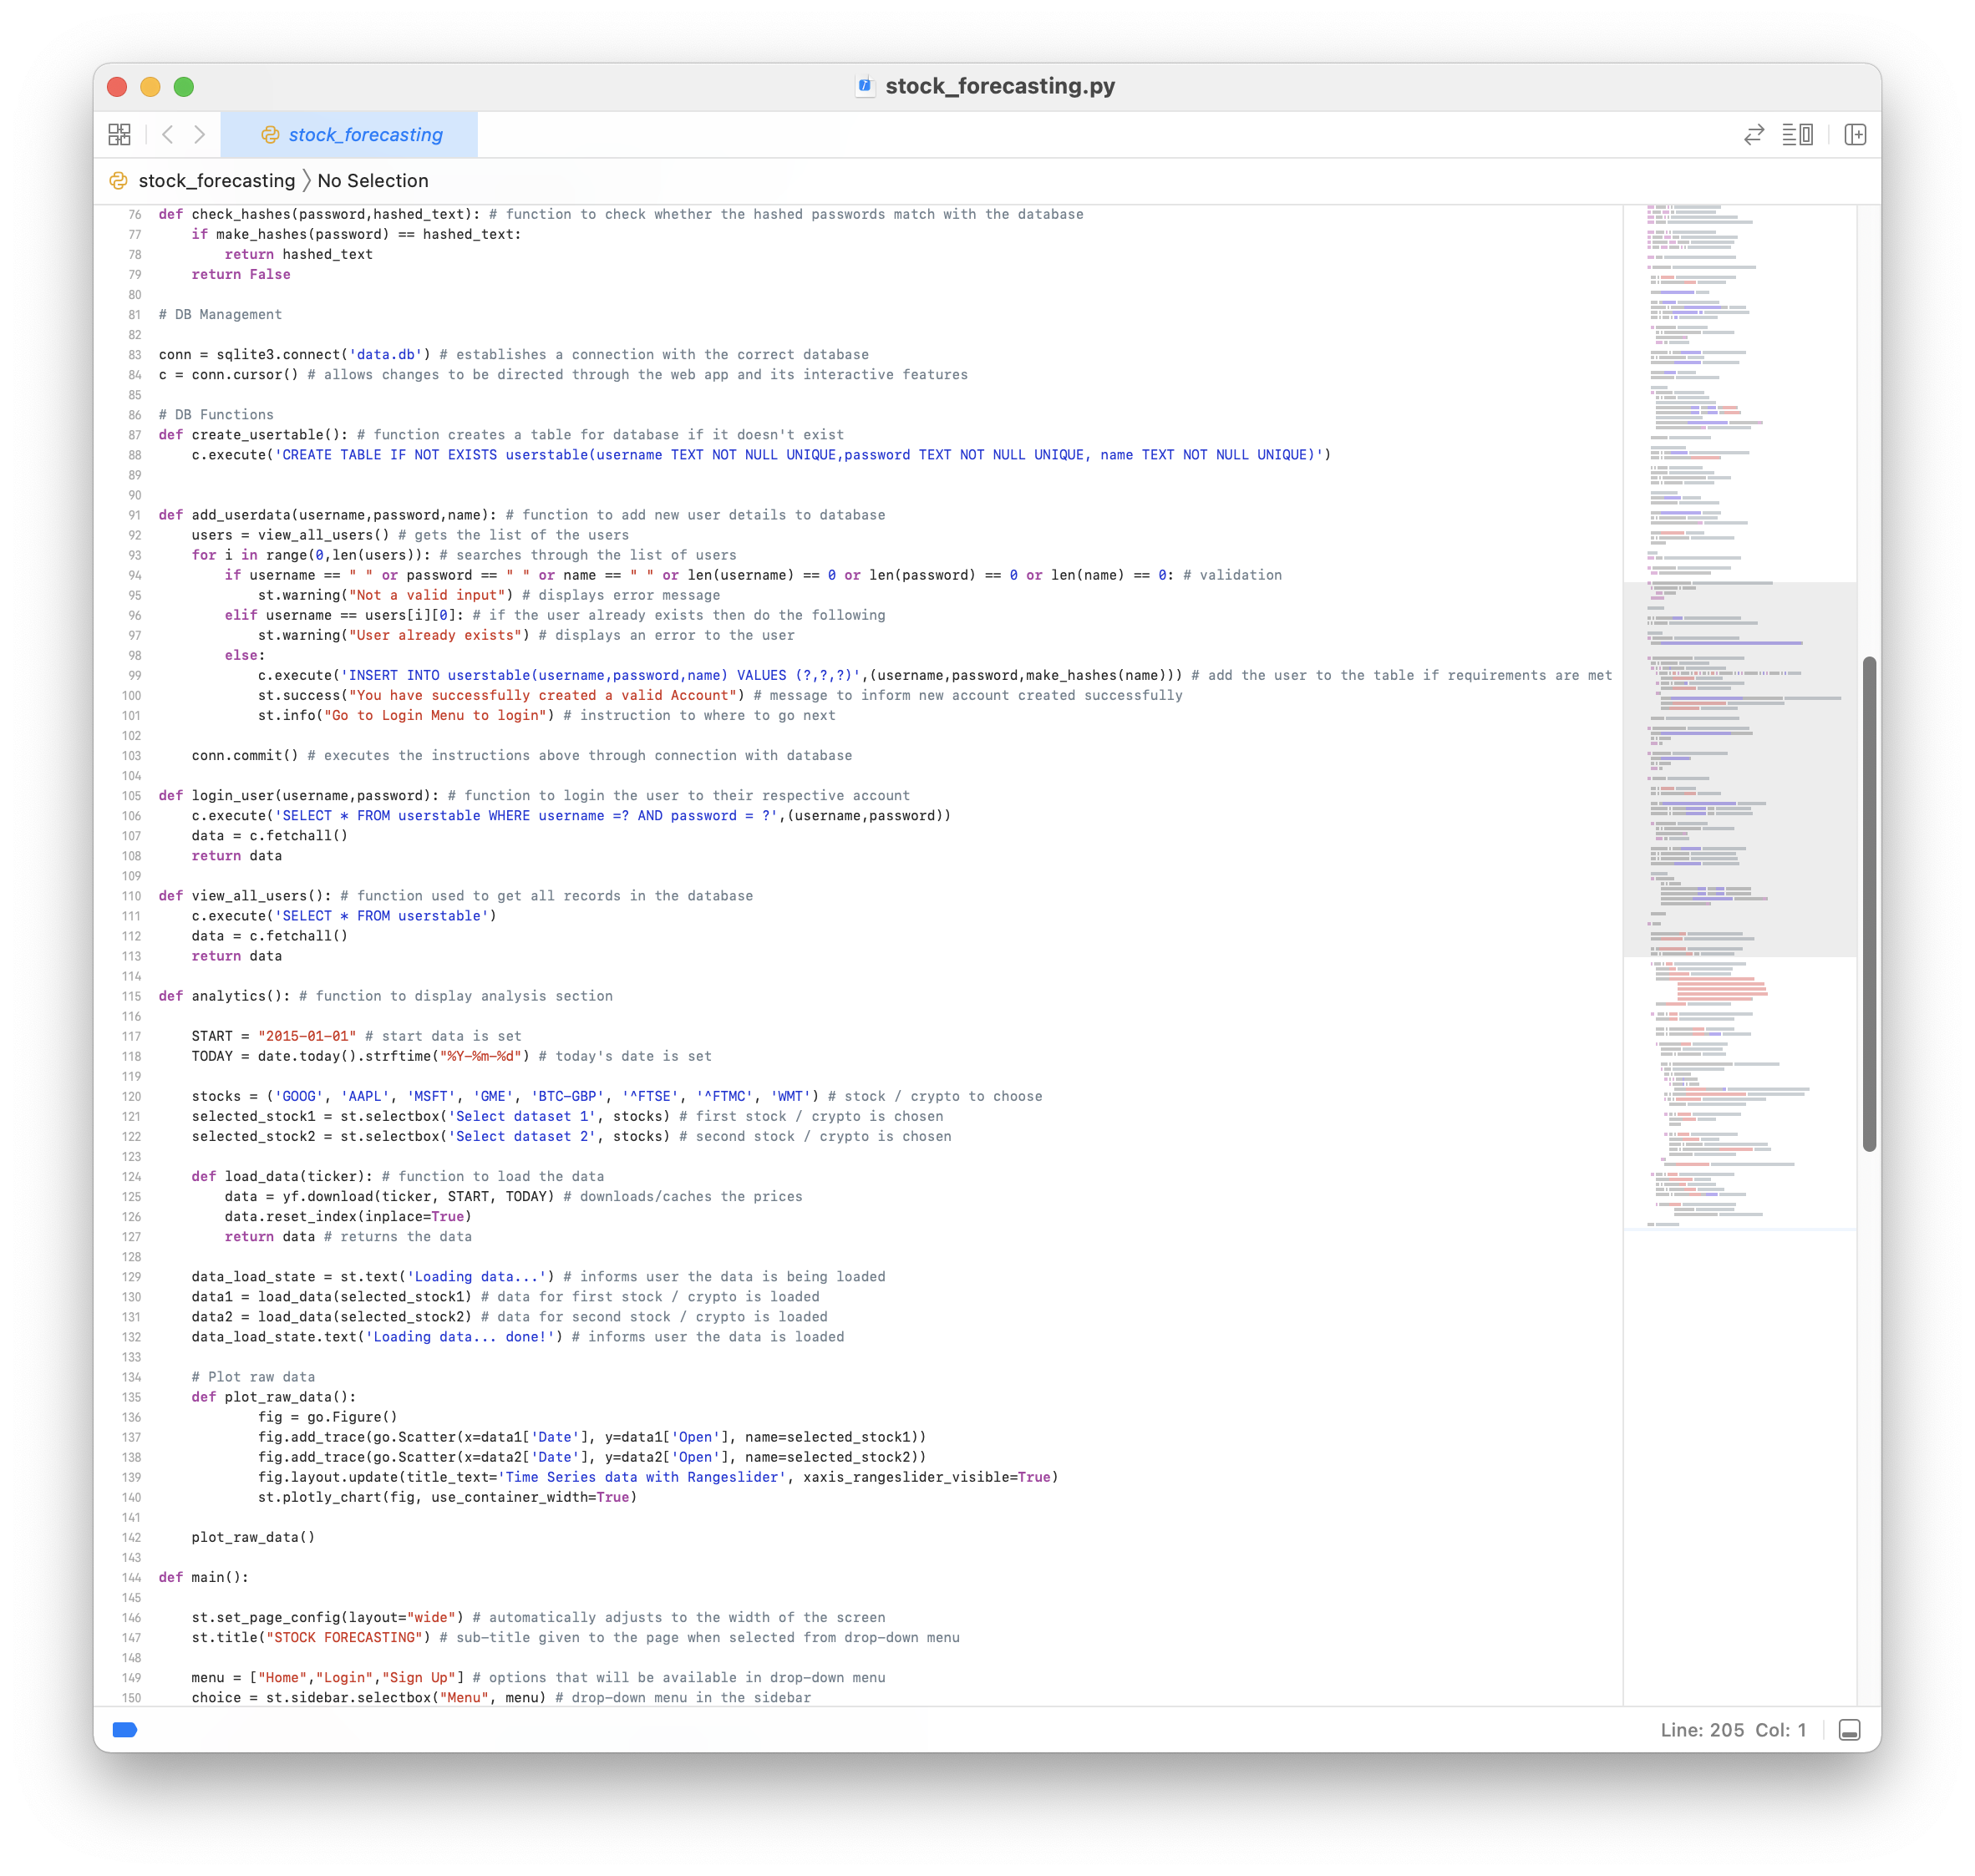 stock_forecasting.py
stock_forecasting
stock_forecasting 〉 No Selection
76 def check_hashes(password,hashed_text): # function to check whether the hashed passwords match with the database
77     if make_hashes(password) == hashed_text:
78         return hashed_text
79     return False
80
81 # DB Management
82
83 conn = sqlite3.connect('data.db') # establishes a connection with the correct database
84 c = conn.cursor() # allows changes to be directed through the web app and its interactive features
85
86 # DB Functions
87 def create_usertable(): # function creates a table for database if it doesn't exist
88     c.execute('CREATE TABLE IF NOT EXISTS userstable(username TEXT NOT NULL UNIQUE,password TEXT NOT NULL UNIQUE, name TEXT NOT NULL UNIQUE)')
89
90
91 def add_userdata(username,password,name): # function to add new user details to database
92     users = view_all_users() # gets the list of the users
93     for i in range(0,len(users)): # searches through the list of users
94         if username == " " or password == " " or name == " " or len(username) == 0 or len(password) == 0 or len(name) == 0: # validation
95             st.warning("Not a valid input") # displays error message
96         elif username == users[i][0]: # if the user already exists then do the following
97             st.warning("User already exists") # displays an error to the user
98         else:
99             c.execute('INSERT INTO userstable(username,password,name) VALUES (?,?,?)',(username,password,make_hashes(name))) # add the user to the table if requirements are met
100             st.success("You have successfully created a valid Account") # message to inform new account created successfully
101             st.info("Go to Login Menu to login") # instruction to where to go next
102
103     conn.commit() # executes the instructions above through connection with database
104
105 def login_user(username,password): # function to login the user to their respective account
106     c.execute('SELECT * FROM userstable WHERE username =? AND password = ?',(username,password))
107     data = c.fetchall()
108     return data
109
110 def view_all_users(): # function used to get all records in the database
111     c.execute('SELECT * FROM userstable')
112     data = c.fetchall()
113     return data
114
115 def analytics(): # function to display analysis section
116
117     START = "2015-01-01" # start data is set
118     TODAY = date.today().strftime("%Y-%m-%d") # today's date is set
119
120     stocks = ('GOOG', 'AAPL', 'MSFT', 'GME', 'BTC-GBP', '^FTSE', '^FTMC', 'WMT') # stock / crypto to choose
121     selected_stock1 = st.selectbox('Select dataset 1', stocks) # first stock / crypto is chosen
122     selected_stock2 = st.selectbox('Select dataset 2', stocks) # second stock / crypto is chosen
123
124     def load_data(ticker): # function to load the data
125         data = yf.download(ticker, START, TODAY) # downloads/caches the prices
126         data.reset_index(inplace=True)
127         return data # returns the data
128
129     data_load_state = st.text('Loading data...') # informs user the data is being loaded
130     data1 = load_data(selected_stock1) # data for first stock / crypto is loaded
131     data2 = load_data(selected_stock2) # data for second stock / crypto is loaded
132     data_load_state.text('Loading data... done!') # informs user the data is loaded
133
134     # Plot raw data
135     def plot_raw_data():
136             fig = go.Figure()
137             fig.add_trace(go.Scatter(x=data1['Date'], y=data1['Open'], name=selected_stock1))
138             fig.add_trace(go.Scatter(x=data2['Date'], y=data2['Open'], name=selected_stock2))
139             fig.layout.update(title_text='Time Series data with Rangeslider', xaxis_rangeslider_visible=True)
140             st.plotly_chart(fig, use_container_width=True)
141
142     plot_raw_data()
143
144 def main():
145
146     st.set_page_config(layout="wide") # automatically adjusts to the width of the screen
147     st.title("STOCK FORECASTING") # sub-title given to the page when selected from drop-down menu
148
149     menu = ["Home","Login","Sign Up"] # options that will be available in drop-down menu
150     choice = st.sidebar.selectbox("Menu", menu) # drop-down menu in the sidebar
Line: 205 Col: 1